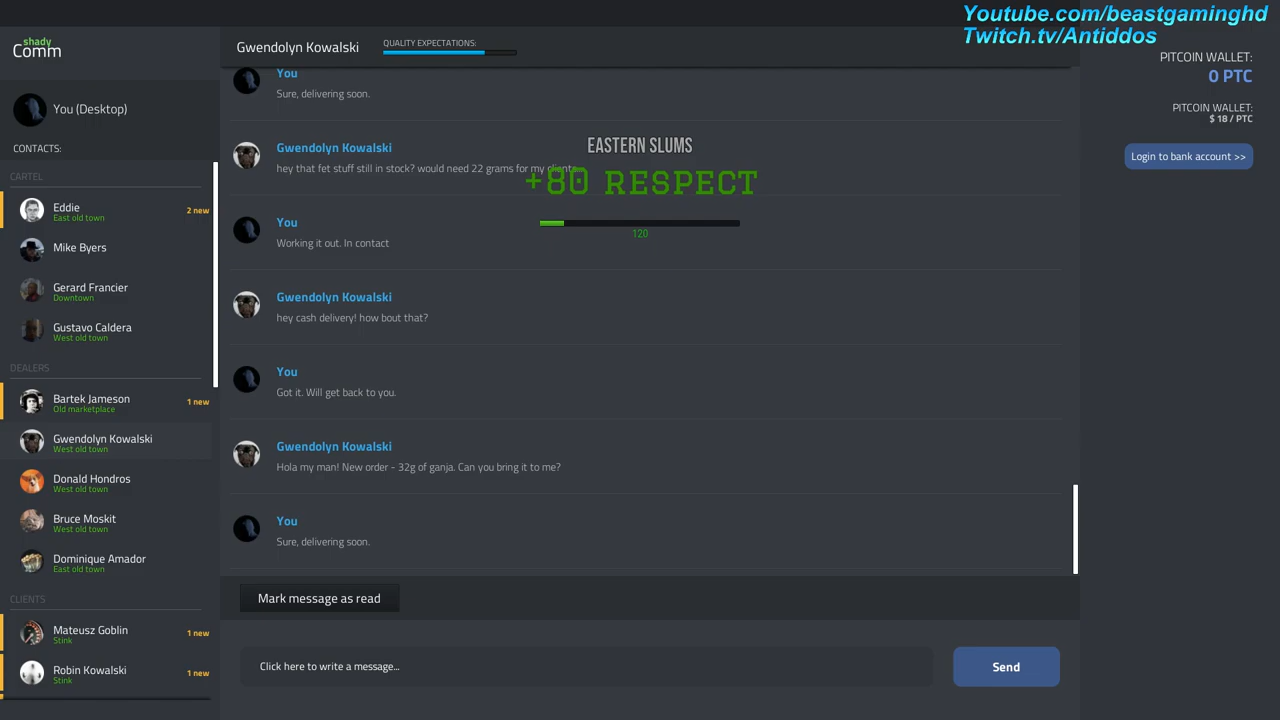 Youtube.com/beastgaminghd
Twitch.tv/Antiddos
shady
Comm
You (Desktop)
CONTACTS:
CARTEL
Eddie
East old town
2 new
Mike Byers
Gerard Francier
Downtown
Gustavo Caldera
West old town
DEALERS
Bartek Jameson
Old marketplace
1 new
Gwendolyn Kowalski
West old town
Donald Hondros
West old town
Bruce Moskit
West old town
Dominique Amador
East old town
CLIENTS
Mateusz Goblin
Stink
1 new
Robin Kowalski
Stink
1 new
Gwendolyn Kowalski
QUALITY EXPECTATIONS:
You
Sure, delivering soon.
Gwendolyn Kowalski
hey that fet stuff still in stock? would need 22 grams for my clients...
EASTERN SLUMS
+80 RESPECT
120
You
Working it out. In contact
Gwendolyn Kowalski
hey cash delivery! how bout that?
You
Got it. Will get back to you.
Gwendolyn Kowalski
Hola my man! New order - 32g of ganja. Can you bring it to me?
You
Sure, delivering soon.
Mark message as read
Click here to write a message...
Send
PITCOIN WALLET:
0 PTC
PITCOIN WALLET:
$ 18 / PTC
Login to bank account >>